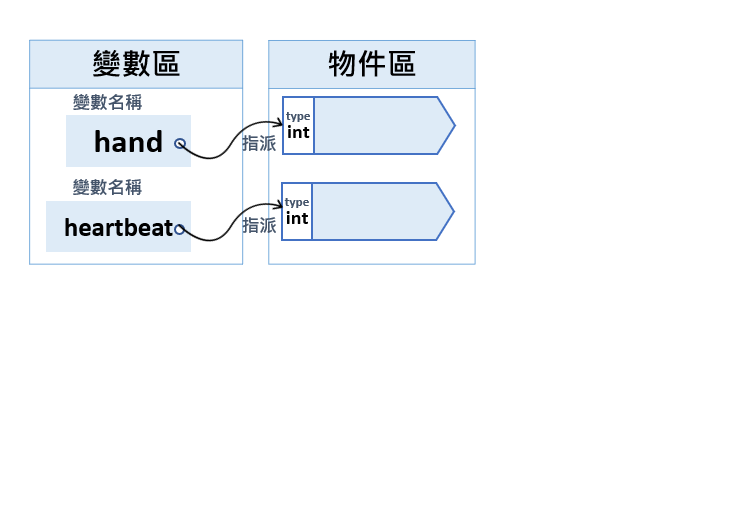 變數區
物件區
變數名稱
hand
指派
type
int
變數名稱
heartbeat
指派
type
int